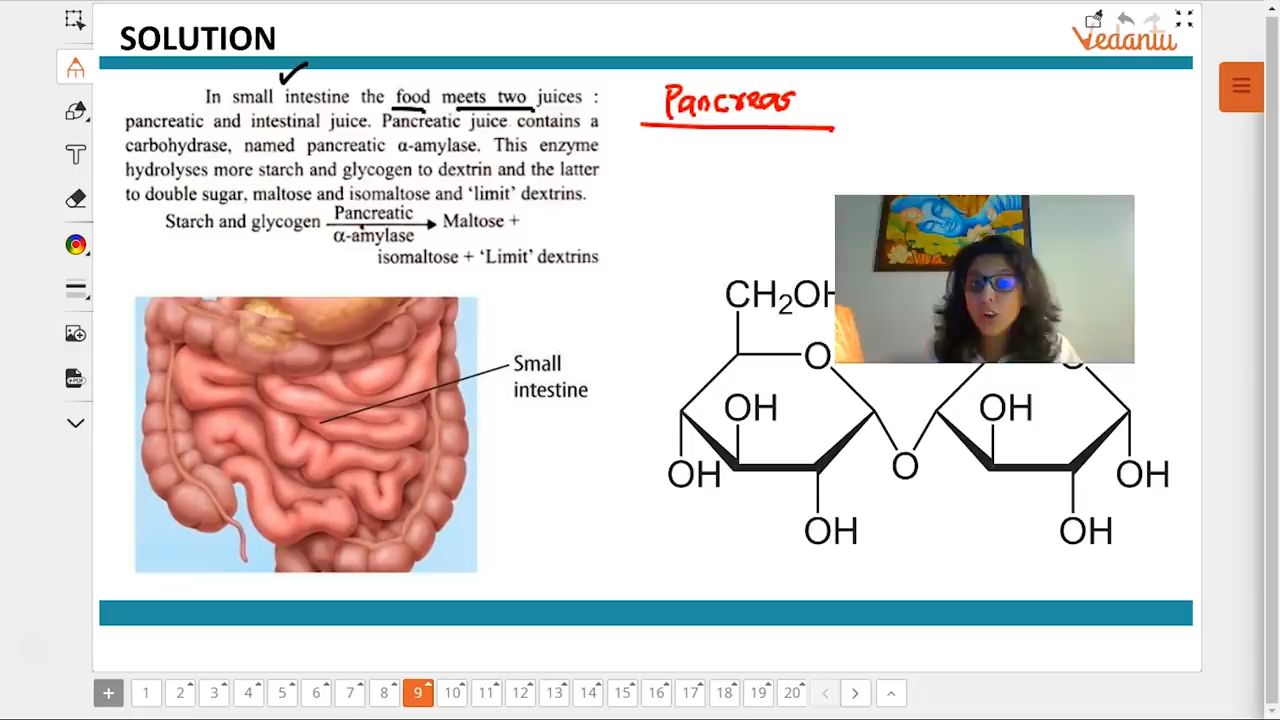 SOLUTION
Vedantu
In small intestine the food meets two juices :
pancreatic and intestinal juice. Pancreatic juice contains a
carbohydrase, named pancreatic α-amylase. This enzyme
hydrolyses more starch and glycogen to dextrin and the latter
to double sugar, maltose and isomaltose and ‘limit’ dextrins.
Starch and glycogen Pancreatic α-amylase Maltose +
isomaltose + ‘Limit’ dextrins
Pancreas
Small
intestine
CH2OH
O
O
OH
OH
OH
O
OH
OH
OH
OH
1 2 3 4 5 6 7 8 9 10 11 12 13 14 15 16 17 18 19 20